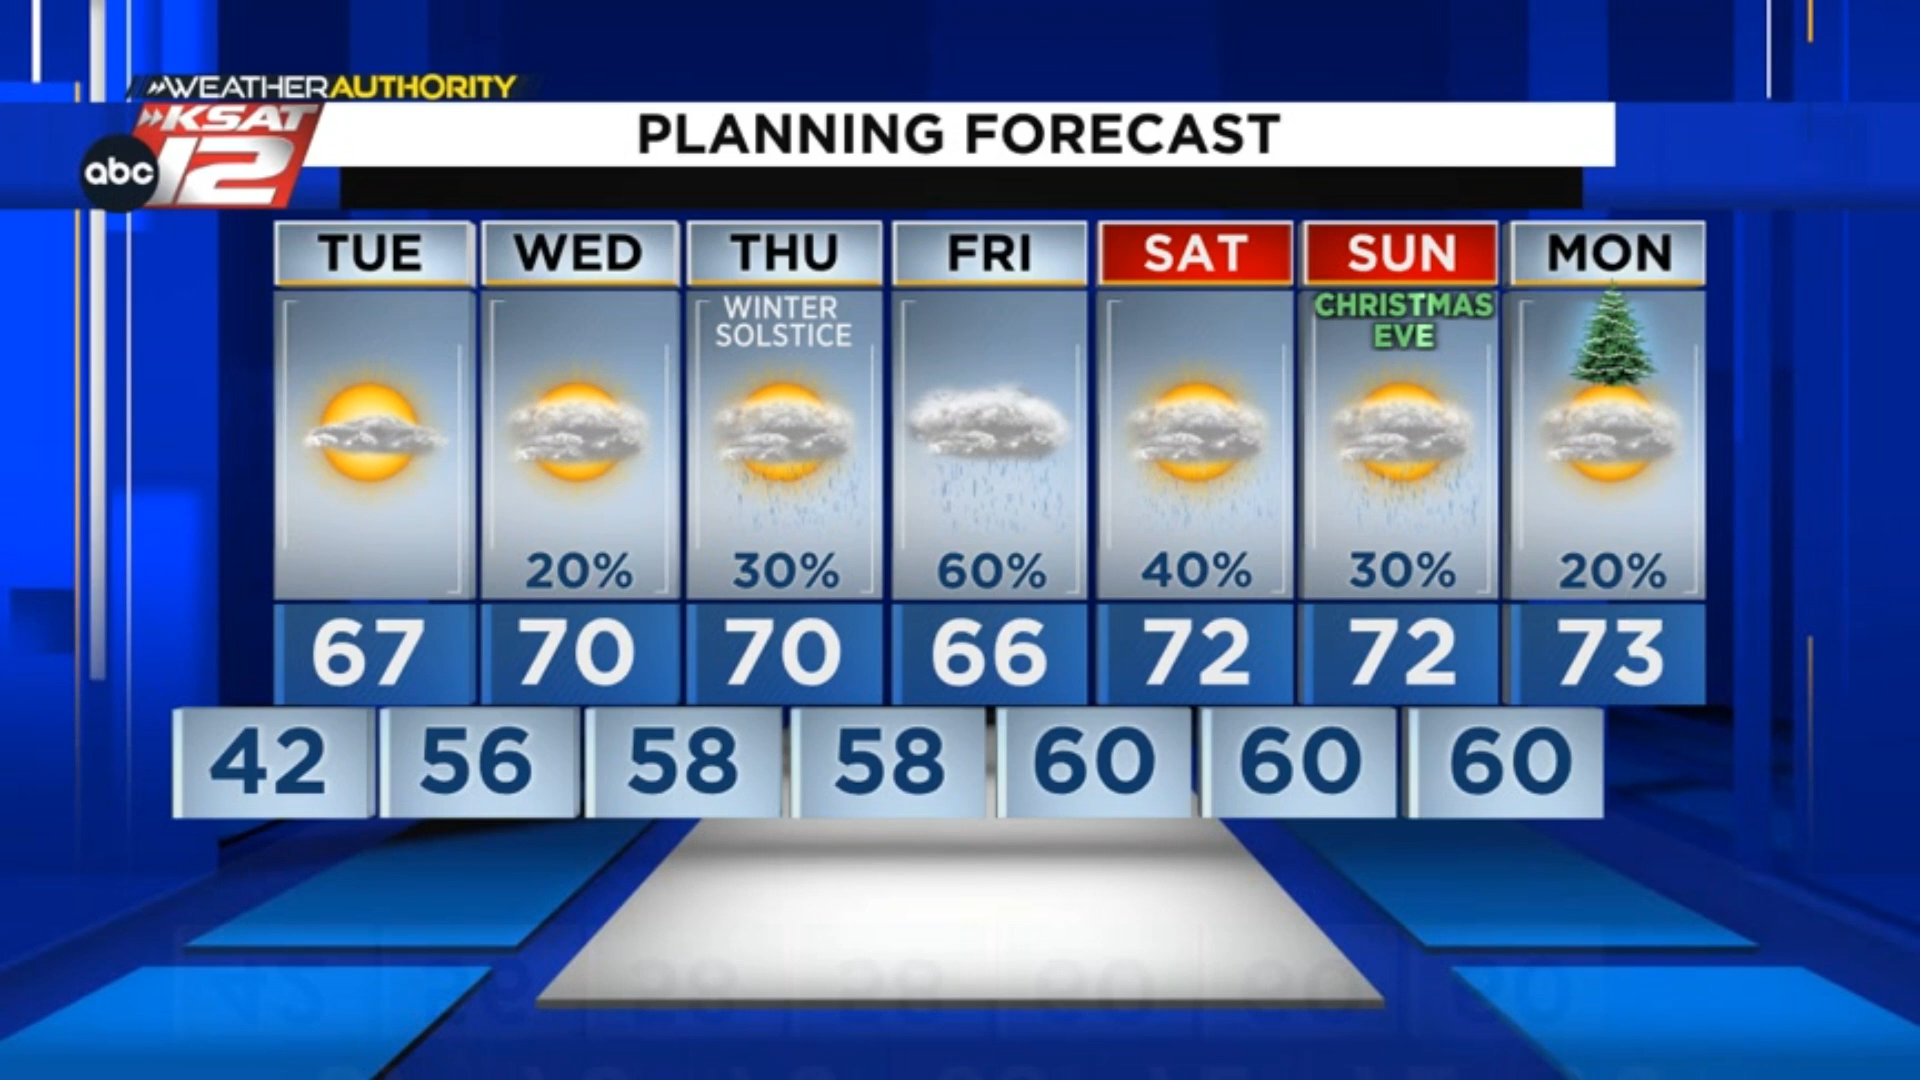 WEATHERAUTHORITY
KSAT
12
abc
PLANNING FORECAST
TUE WED THU FRI SAT SUN MON
WINTER
SOLSTICE
CHRISTMAS
EVE
20% 30% 60% 40% 30% 20%
67 70 70 66 72 72 73
42 56 58 58 60 60 60